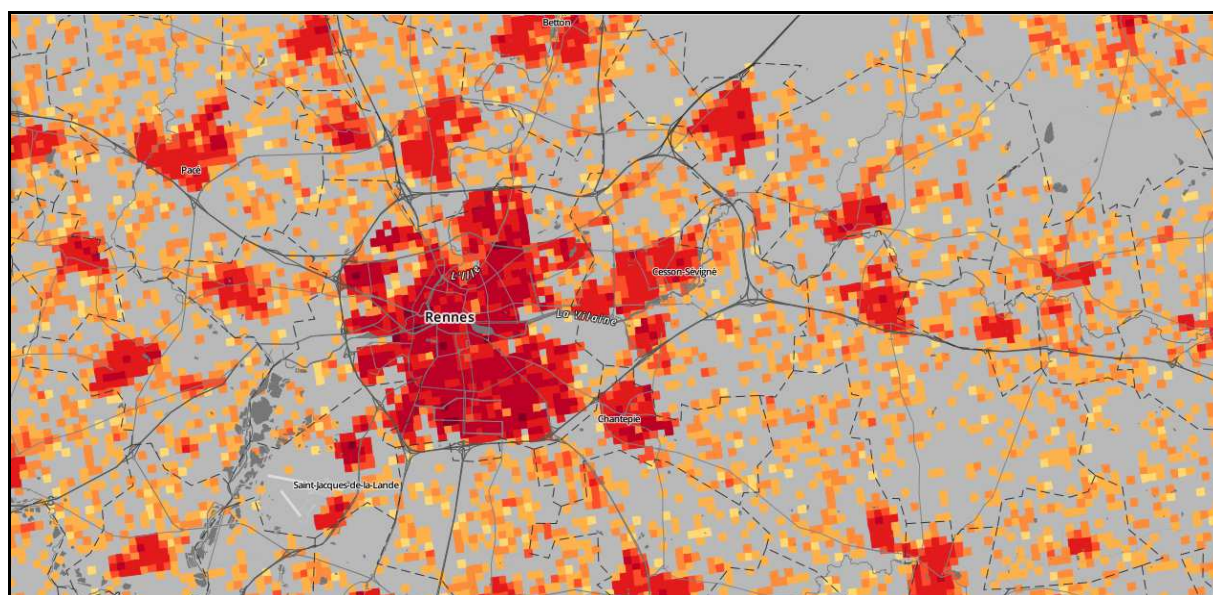 Betton
Pacé
L'Ille
Cesson-Sévigné
Rennes
La Vilaine
Chantepie
Saint-Jacques-de-la-Lande